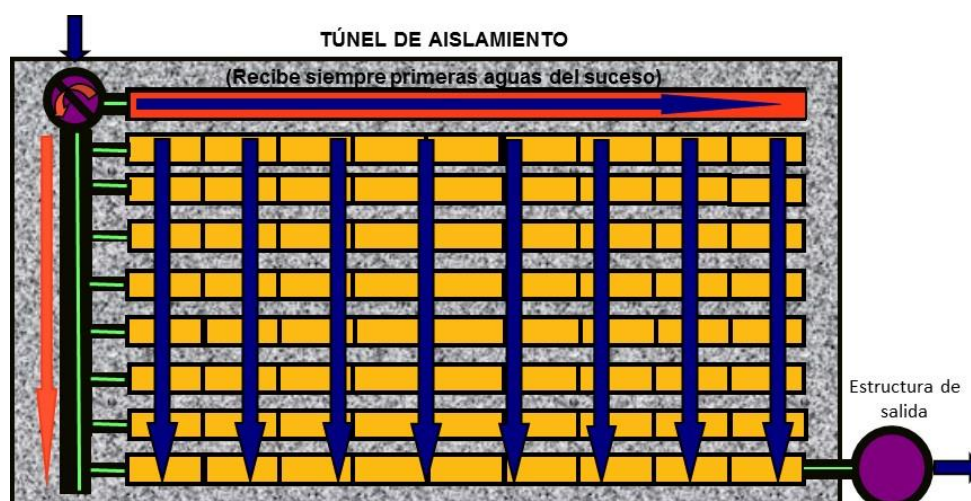 TÚNEL DE AISLAMIENTO
(Recibe siempre primeras aguas del suceso)
Estructura de
salida